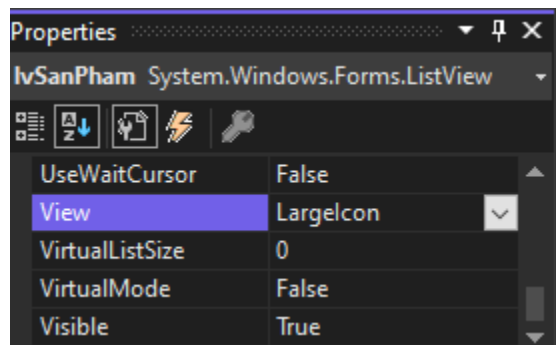 Properties
lvSanPham System.Windows.Forms.ListView
UseWaitCursor False
View LargeIcon
VirtualListSize 0
VirtualMode False
Visible True